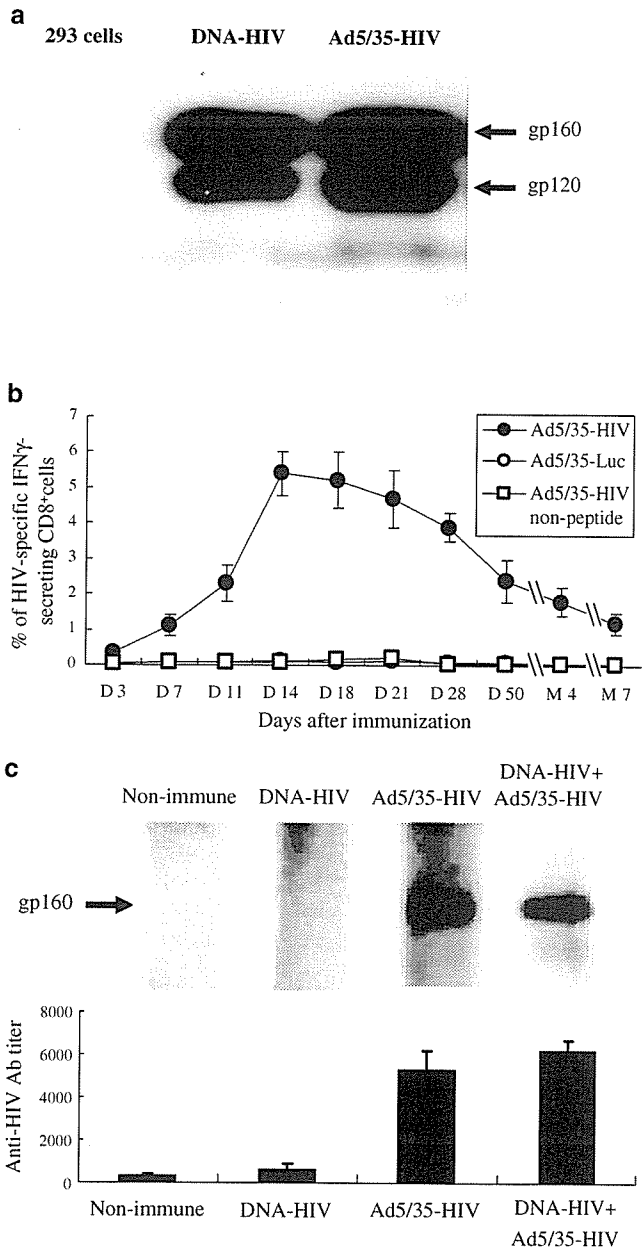 a
293 cells DNA-HIV Ad5/35-HIV
gp160
gp120
b
% of HIV-specific IFNγ-
secreting CD8⁺cells
7
6
5
4
3
2
1
0
Ad5/35-HIV
Ad5/35-Luc
Ad5/35-HIV
non-peptide
D 3 D 7 D 11 D 14 D 18 D 21 D 28 D 50 M 4 M 7
Days after immunization
c
Non-immune DNA-HIV Ad5/35-HIV DNA-HIV+
Ad5/35-HIV
gp160
Anti-HIV Ab titer
8000
6000
4000
2000
0
Non-immune DNA-HIV Ad5/35-HIV DNA-HIV+
Ad5/35-HIV